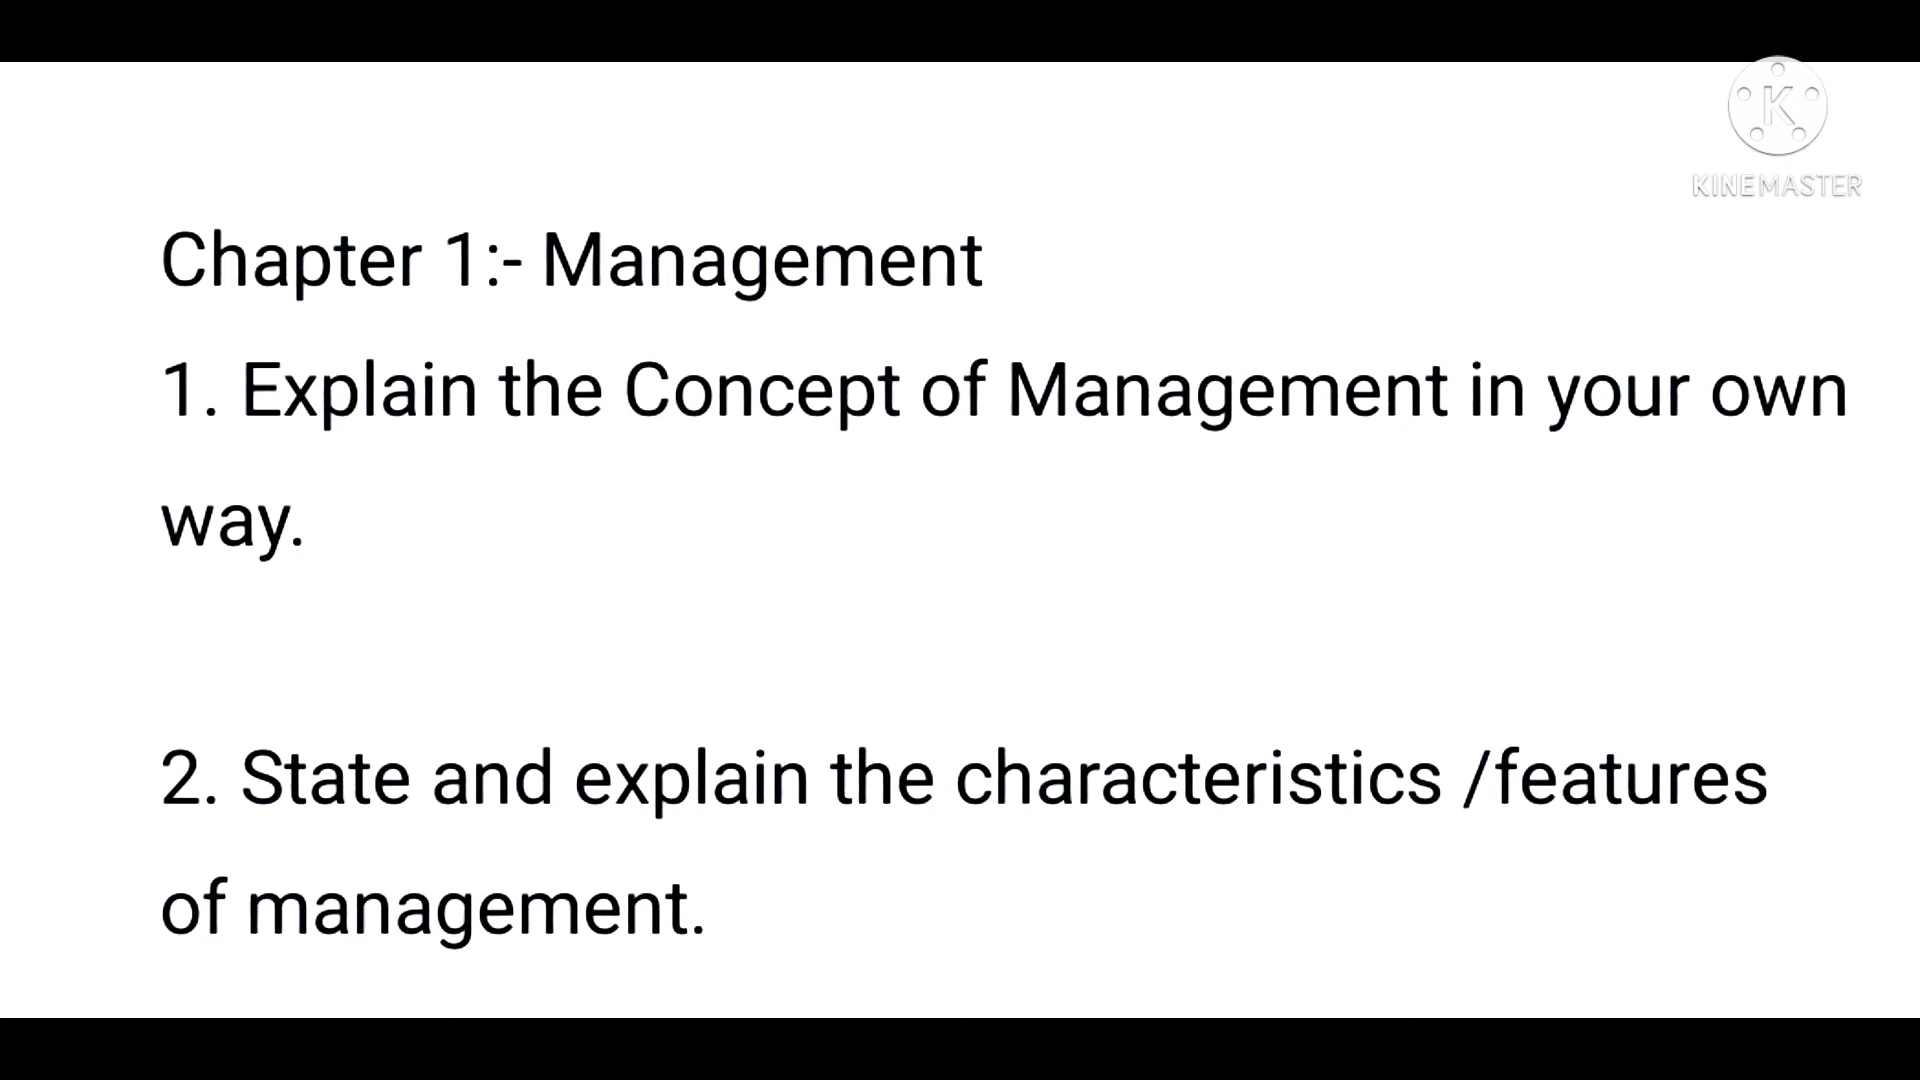 K
KINEMASTER
Chapter 1:- Management
1. Explain the Concept of Management in your own
way.
2. State and explain the characteristics /features
of management.